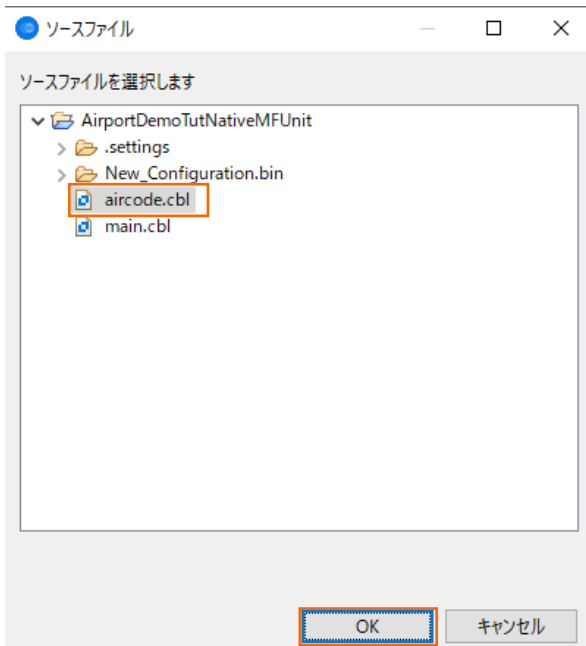 ソースファイル
ソースファイルを選択します
AirportDemoTutNativeMFUnit
.settings
New_Configuration.bin
aircode.cbl
main.cbl
OK キャンセル